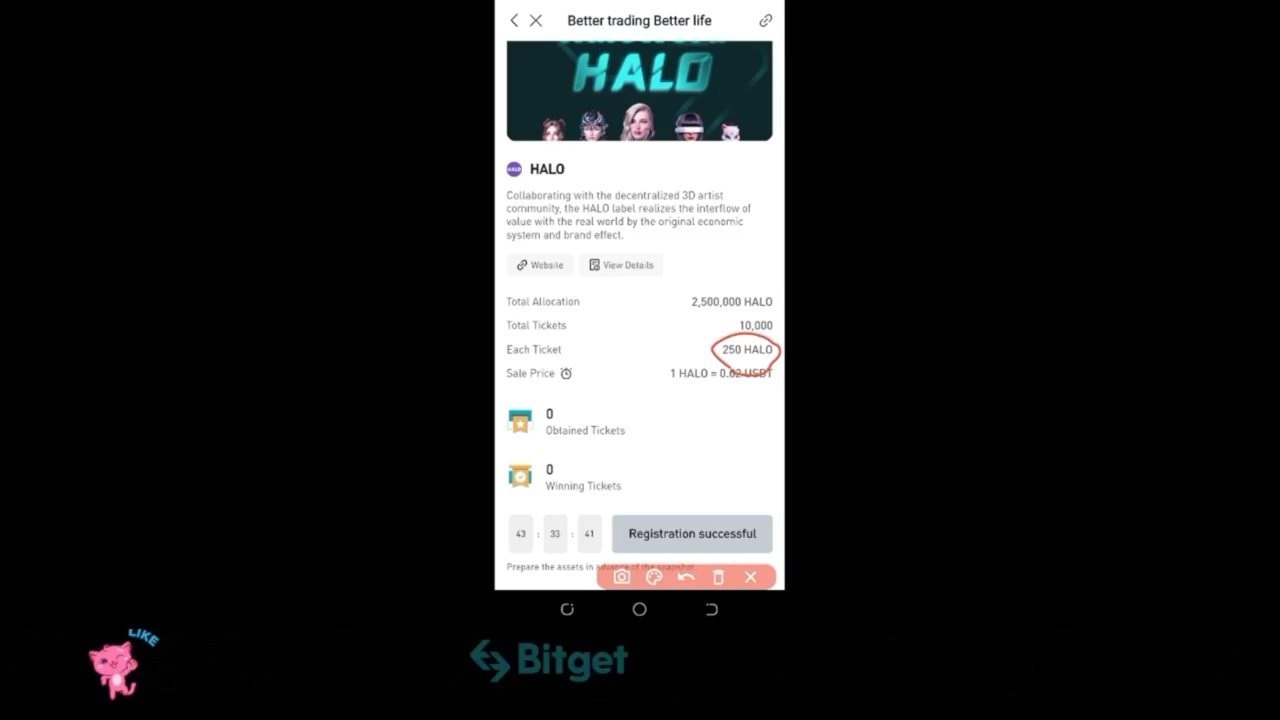 Better trading Better life
HALO
HALO
HALO
Collaborating with the decentralized 3D artist
community, the HALO label realizes the interflow of
value with the real world by the original economic
system and brand effect.
Website
View Details
Total Allocation 2,500,000 HALO
Total Tickets 10,000
Each Ticket 250 HALO
Sale Price 1 HALO = 0.02 USDT
0
Obtained Tickets
0
Winning Tickets
43 : 33 : 41
Registration successful
Prepare the assets in advance of the snapshot.
LIKE
Bitget